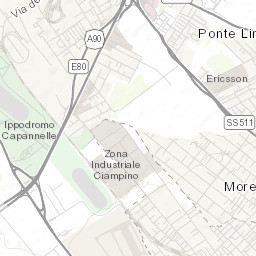 Via de
A90
Ponte Lin
E80
Ericsson
Ippodromo
Capannelle
SS511
Zona
Industriale
Ciampino
More